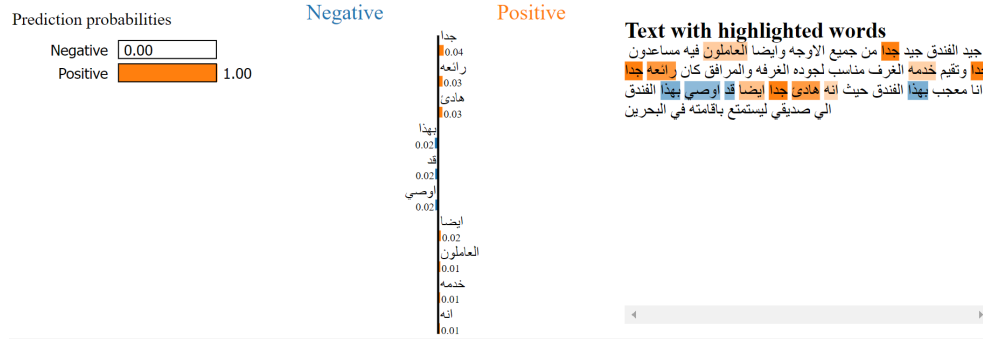 Prediction probabilities
Negative 0.00
Positive 1.00
Negative Positive
جدا
0.04
رائعه
0.03
هادئ
0.03
بهذا
0.02
قد
0.02
اوصي
0.02
ايضا
0.02
العاملون
0.01
خدمه
0.01
انه
0.01
Text with highlighted words
جيد الفندق جيد جدا من جميع الاوجه وايضا العاملون فيه مساعدون
جدا وتقيم خدمه الغرف مناسب لجوده الغرفه والمرافق كان رائعه جدا
انا معجب بهذا الفندق حيث انه هادئ جدا ايضا قد اوصي بهذا الفندق
الي صديقي ليستمتع باقامته في البحرين